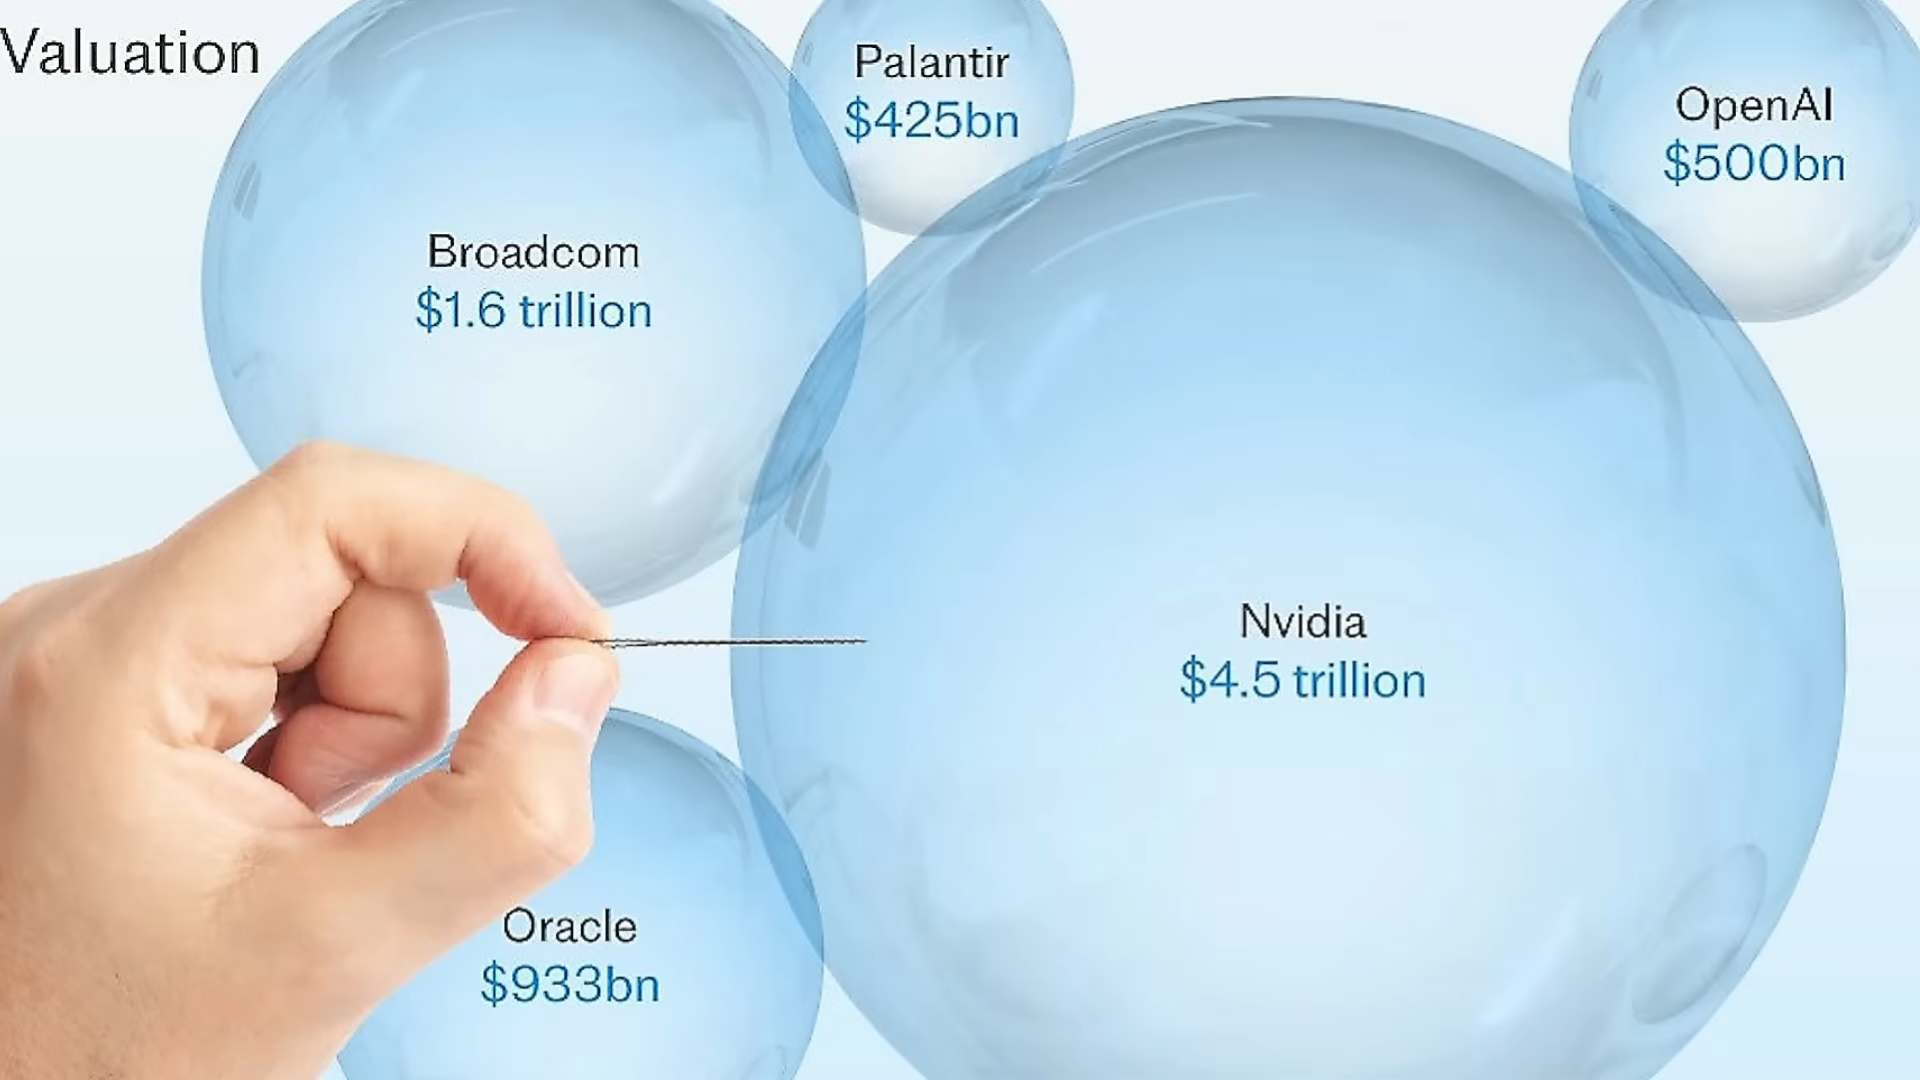 Valuation
Palantir
$425bn
OpenAI
$500bn
Broadcom
$1.6 trillion
Nvidia
$4.5 trillion
Oracle
$933bn